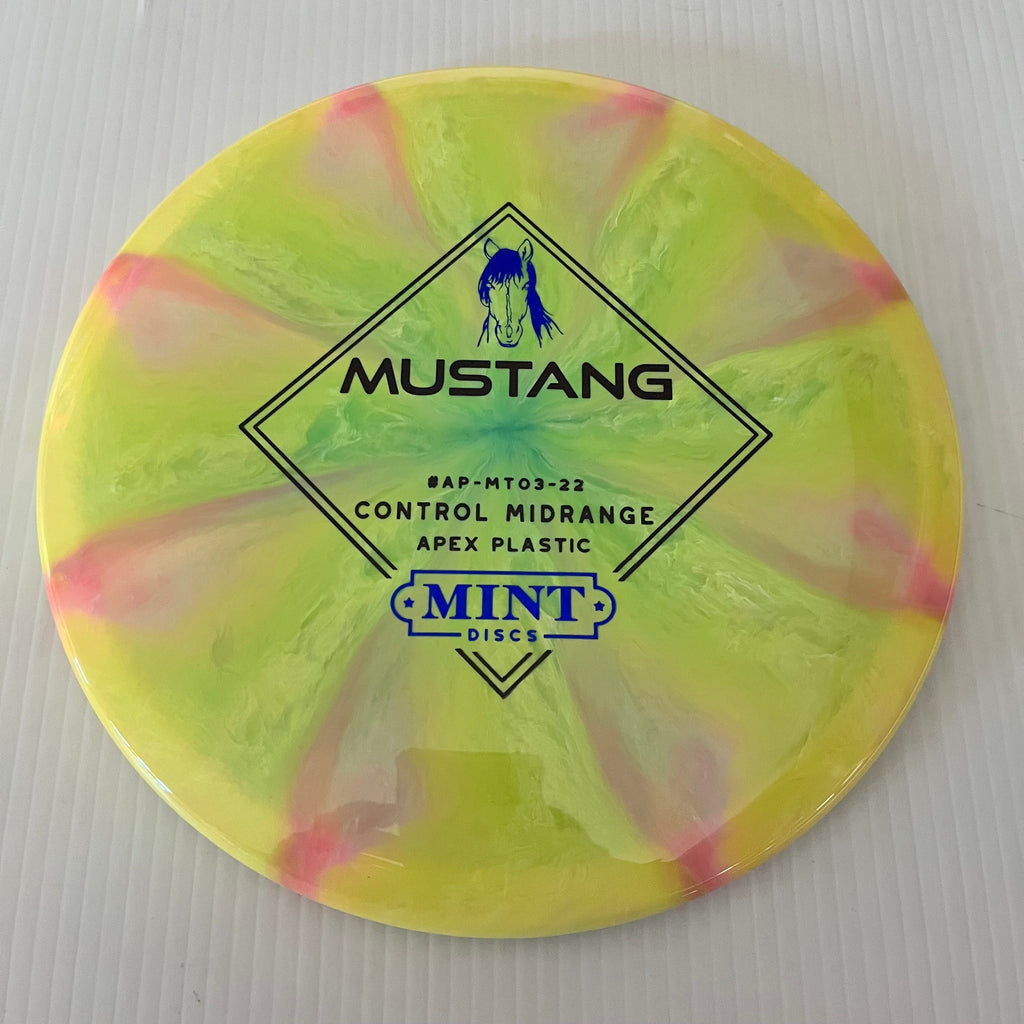 MUSTANG
#AP-MT03-22
CONTROL MIDRANGE
APEX PLASTIC
MINT
DISCS